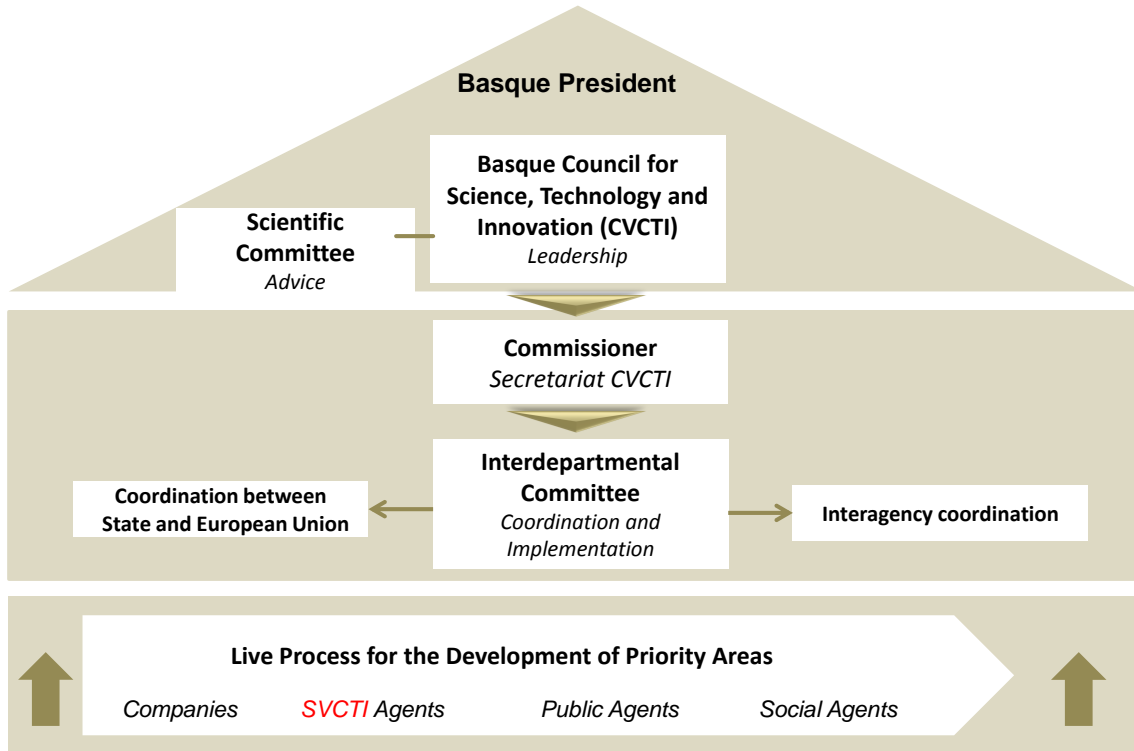 Basque President
Basque Council for
Science, Technology and
Innovation (CVCTI)
Leadership
Scientific
Committee
Advice
Commissioner
Secretariat CVCTI
Interdepartmental
Committee
Coordination and
Implementation
Coordination between
State and European Union
Interagency coordination
Live Process for the Development of Priority Areas
Companies SVCTI Agents Public Agents Social Agents